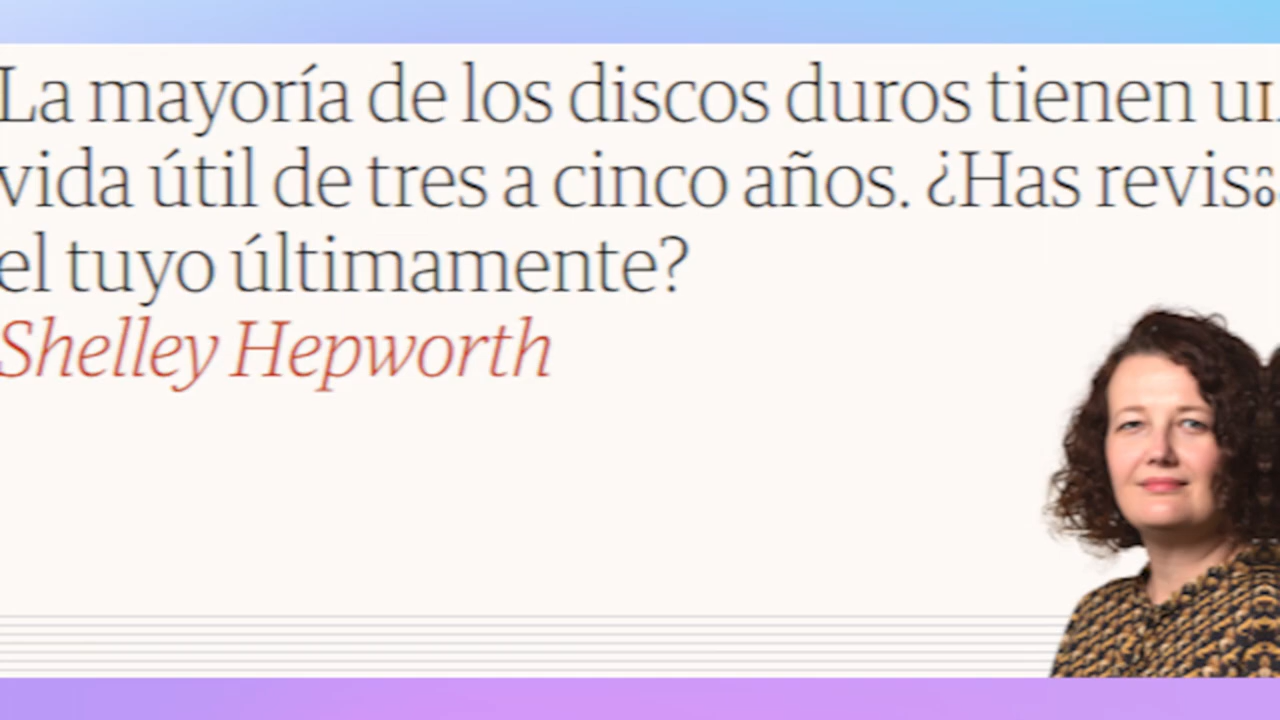 La mayoría de los discos duros tienen
vida útil de tres a cinco años. ¿Has
el tuyo últimamente?
Shelley Hepworth